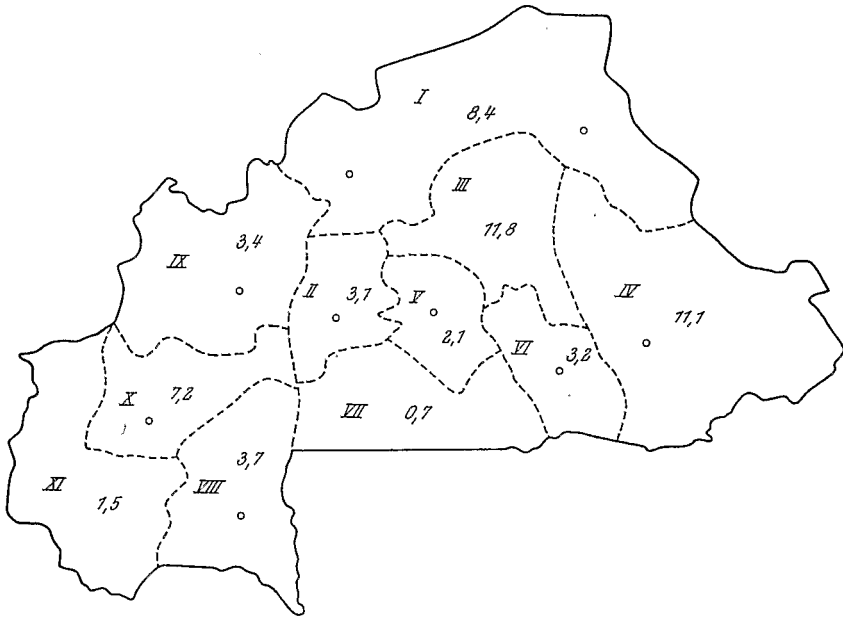 I
8,4
III
11,8
IX
3,4
II
3,1
V
2,1
IV
11,1
VI
3,2
X
7,2
VII
0,7
VIII
3,7
XI
1,5